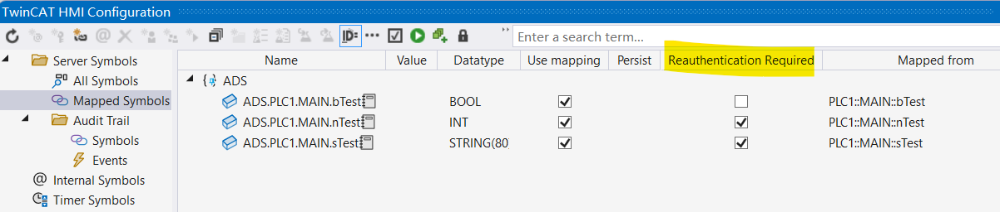 TwinCAT HMI Configuration
ID=
Enter a search term...
Server Symbols
All Symbols
Mapped Symbols
Audit Trail
Symbols
Events
Internal Symbols
Timer Symbols
Name Value Datatype Use mapping Persist Reauthentication Required Mapped from
ADS
ADS.PLC1.MAIN.bTest BOOL PLC1::MAIN::bTest
ADS.PLC1.MAIN.nTest INT PLC1::MAIN::nTest
ADS.PLC1.MAIN.sTest STRING(80) PLC1::MAIN::sTest